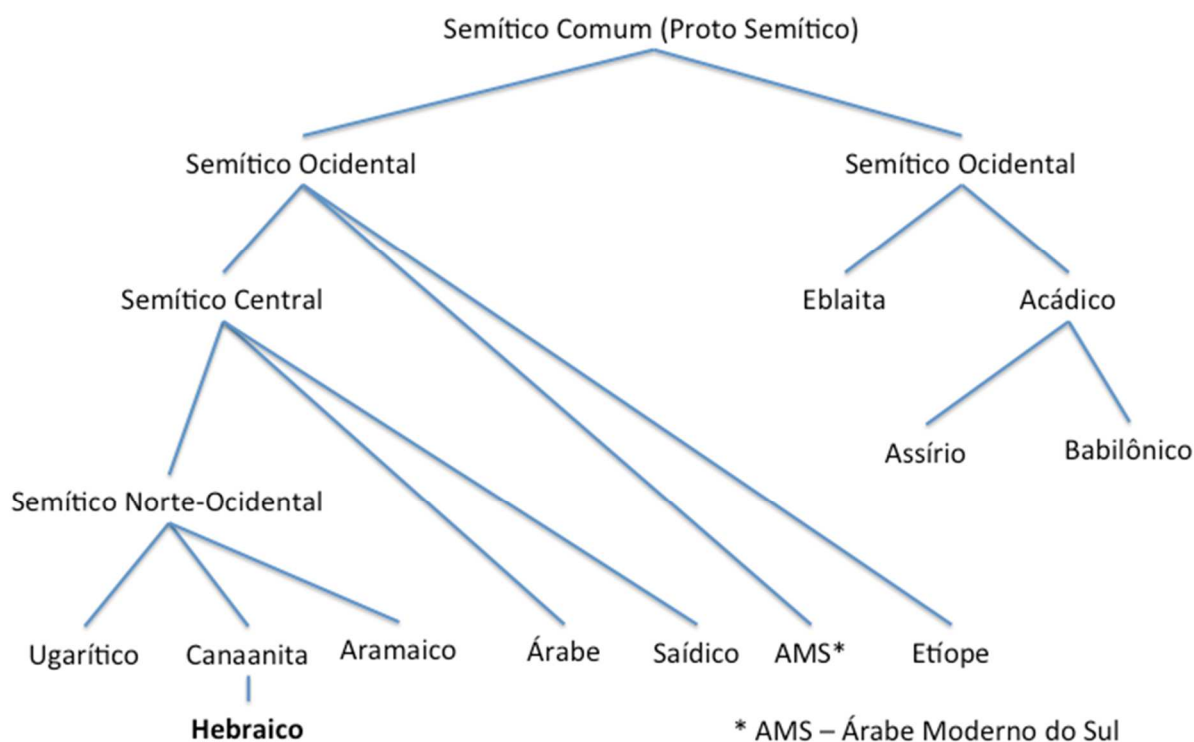 Semítico Comum (Proto Semítico)
Semítico Ocidental
Semítico Ocidental
Semítico Central
Eblaita
Acádico
Assírio
Babilônico
Semítico Norte-Ocidental
Ugarítico
Canaanita
Aramaico
Árabe
Saídico
AMS*
Etíope
Hebraico
* AMS – Árabe Moderno do Sul